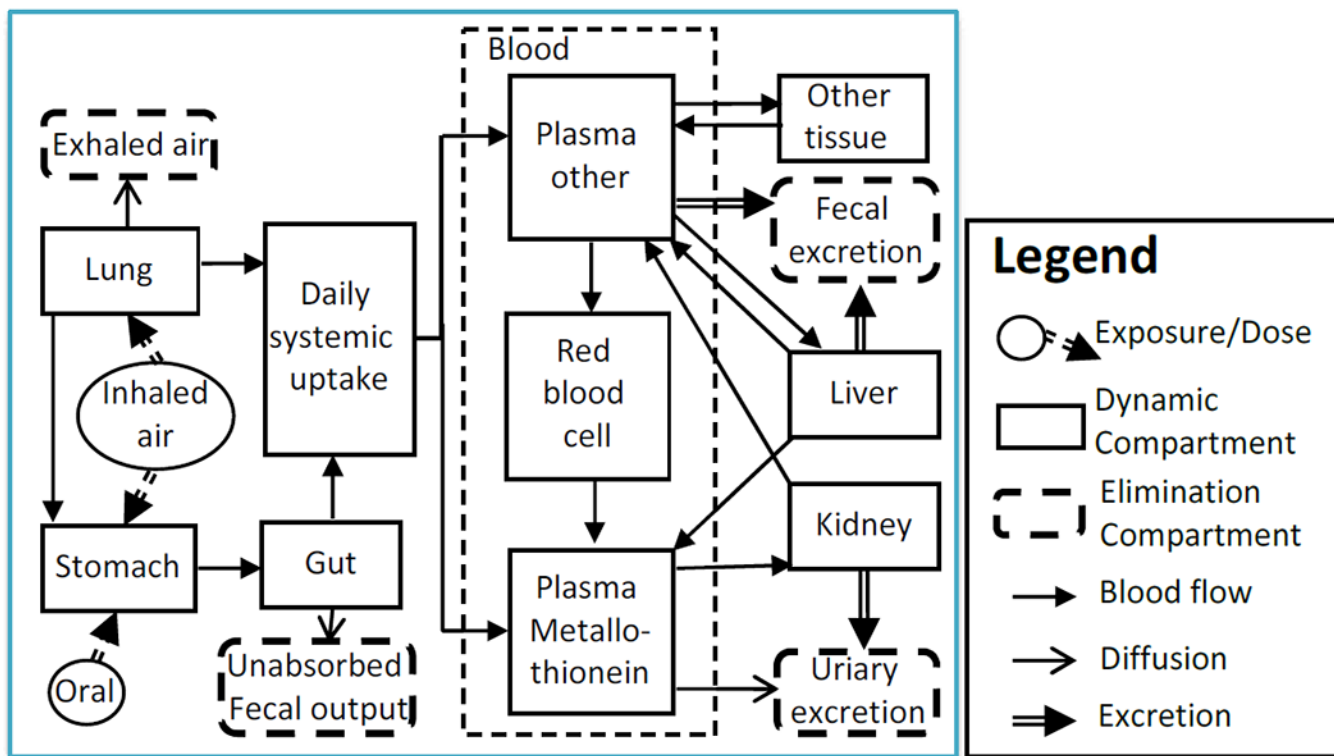 Blood
Exhaled air
Lung
Inhaled
air
Stomach
Oral
Daily
systemic
uptake
Gut
Unabsorbed
Fecal output
Plasma
other
Red
blood
cell
Plasma
Metallo-
thionein
Other
tissue
Fecal
excretion
Liver
Kidney
Uriary
excretion
Legend
Exposure/Dose
Dynamic
Compartment
Elimination
Compartment
Blood flow
Diffusion
Excretion